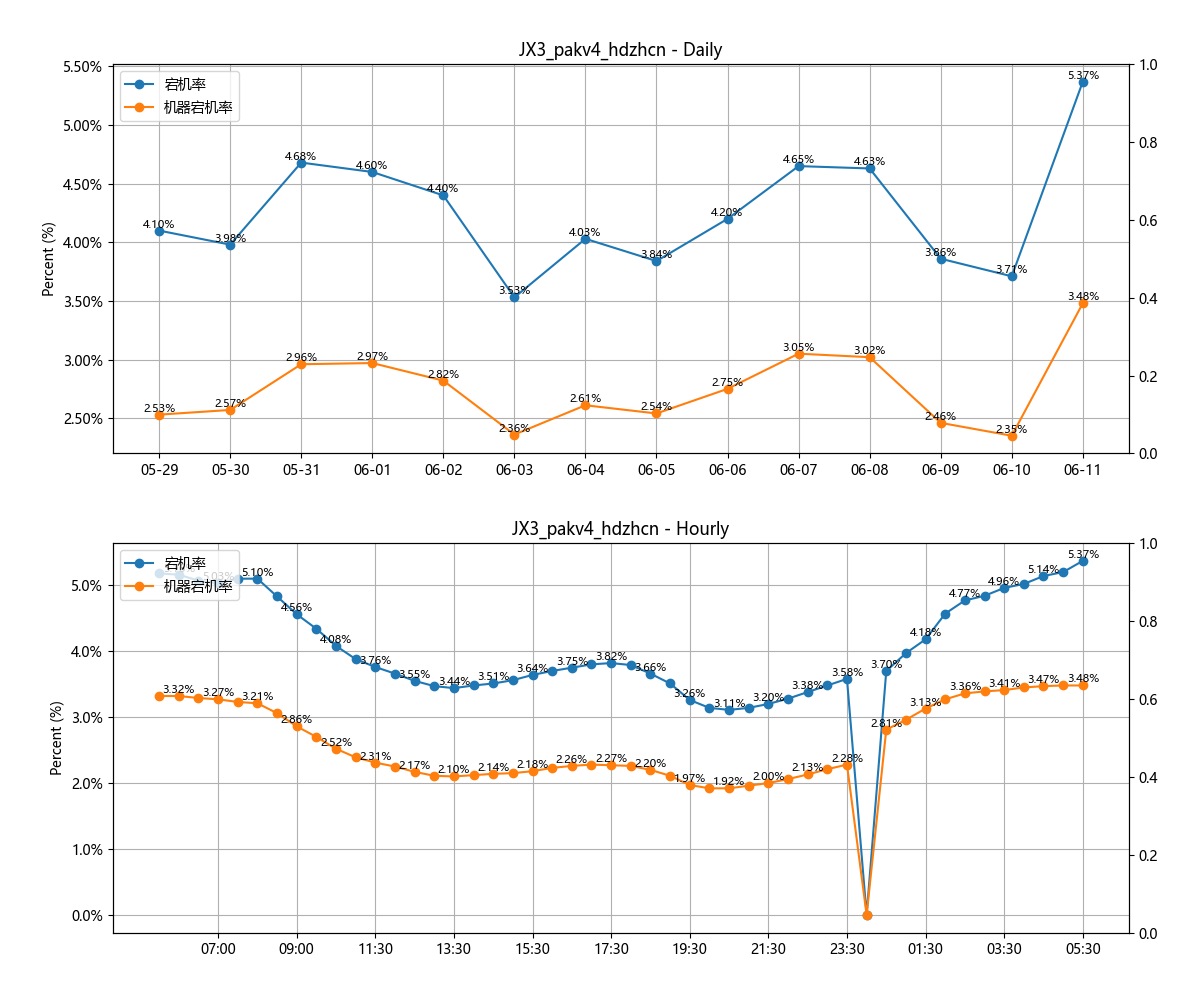 JX3_pakv4_hdzhcn - Daily
宕机率
机器宕机率
Percent (%)
5.50%
5.00%
4.50%
4.00%
3.50%
3.00%
2.50%
1.0
0.8
0.6
0.4
0.2
0.0
4.10% 3.98% 4.68% 4.60% 4.40% 3.53% 4.03% 3.84% 4.20% 4.65% 4.63% 3.86% 3.71% 5.37%
2.53% 2.57% 2.96% 2.97% 2.82% 2.36% 2.61% 2.54% 2.75% 3.05% 3.02% 2.46% 2.35% 3.48%
05-29 05-30 05-31 06-01 06-02 06-03 06-04 06-05 06-06 06-07 06-08 06-09 06-10 06-11
JX3_pakv4_hdzhcn - Hourly
宕机率
机器宕机率
Percent (%)
5.0%
4.0%
3.0%
2.0%
1.0%
0.0%
1.0
0.8
0.6
0.4
0.2
0.0
5.03% 5.10% 4.56% 4.08% 3.76% 3.55% 3.44% 3.51% 3.64% 3.75% 3.82% 3.66% 3.26% 3.11% 3.20% 3.38% 3.58% 3.70% 4.18% 4.77% 4.96% 5.14% 5.37%
3.32% 3.27% 3.21% 2.86% 2.52% 2.31% 2.17% 2.10% 2.14% 2.18% 2.26% 2.27% 2.20% 1.97% 1.92% 2.00% 2.13% 2.28% 2.81% 3.13% 3.36% 3.41% 3.47% 3.48%
07:00 09:00 11:30 13:30 15:30 17:30 19:30 21:30 23:30 01:30 03:30 05:30